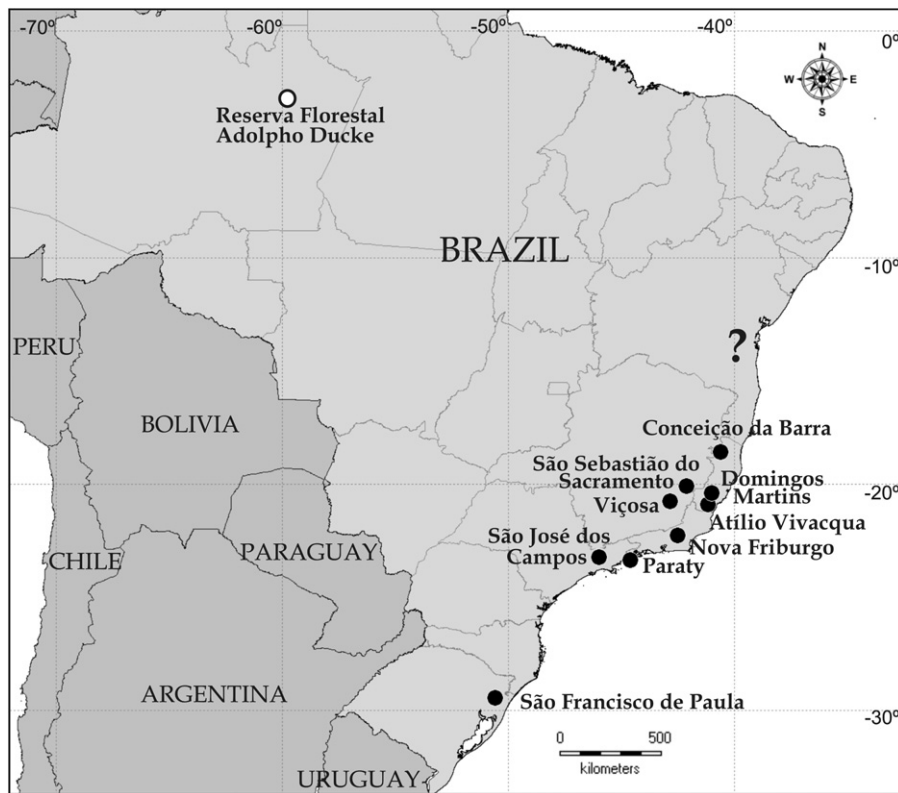 -70º
-60º
-50º
-40º
0º
N
W
E
S
Reserva Florestal
Adolpho Ducke
BRAZIL
-10º
PERU
?
BOLIVIA
Conceição da Barra
São Sebastião do
Sacramento
Domingos
Martins
-20º
Viçosa
Atílio Vivacqua
São José dos
Campos
Nova Friburgo
PARAGUAY
CHILE
Paraty
ARGENTINA
São Francisco de Paula
-30º
0
500
kilometers
URUGUAY